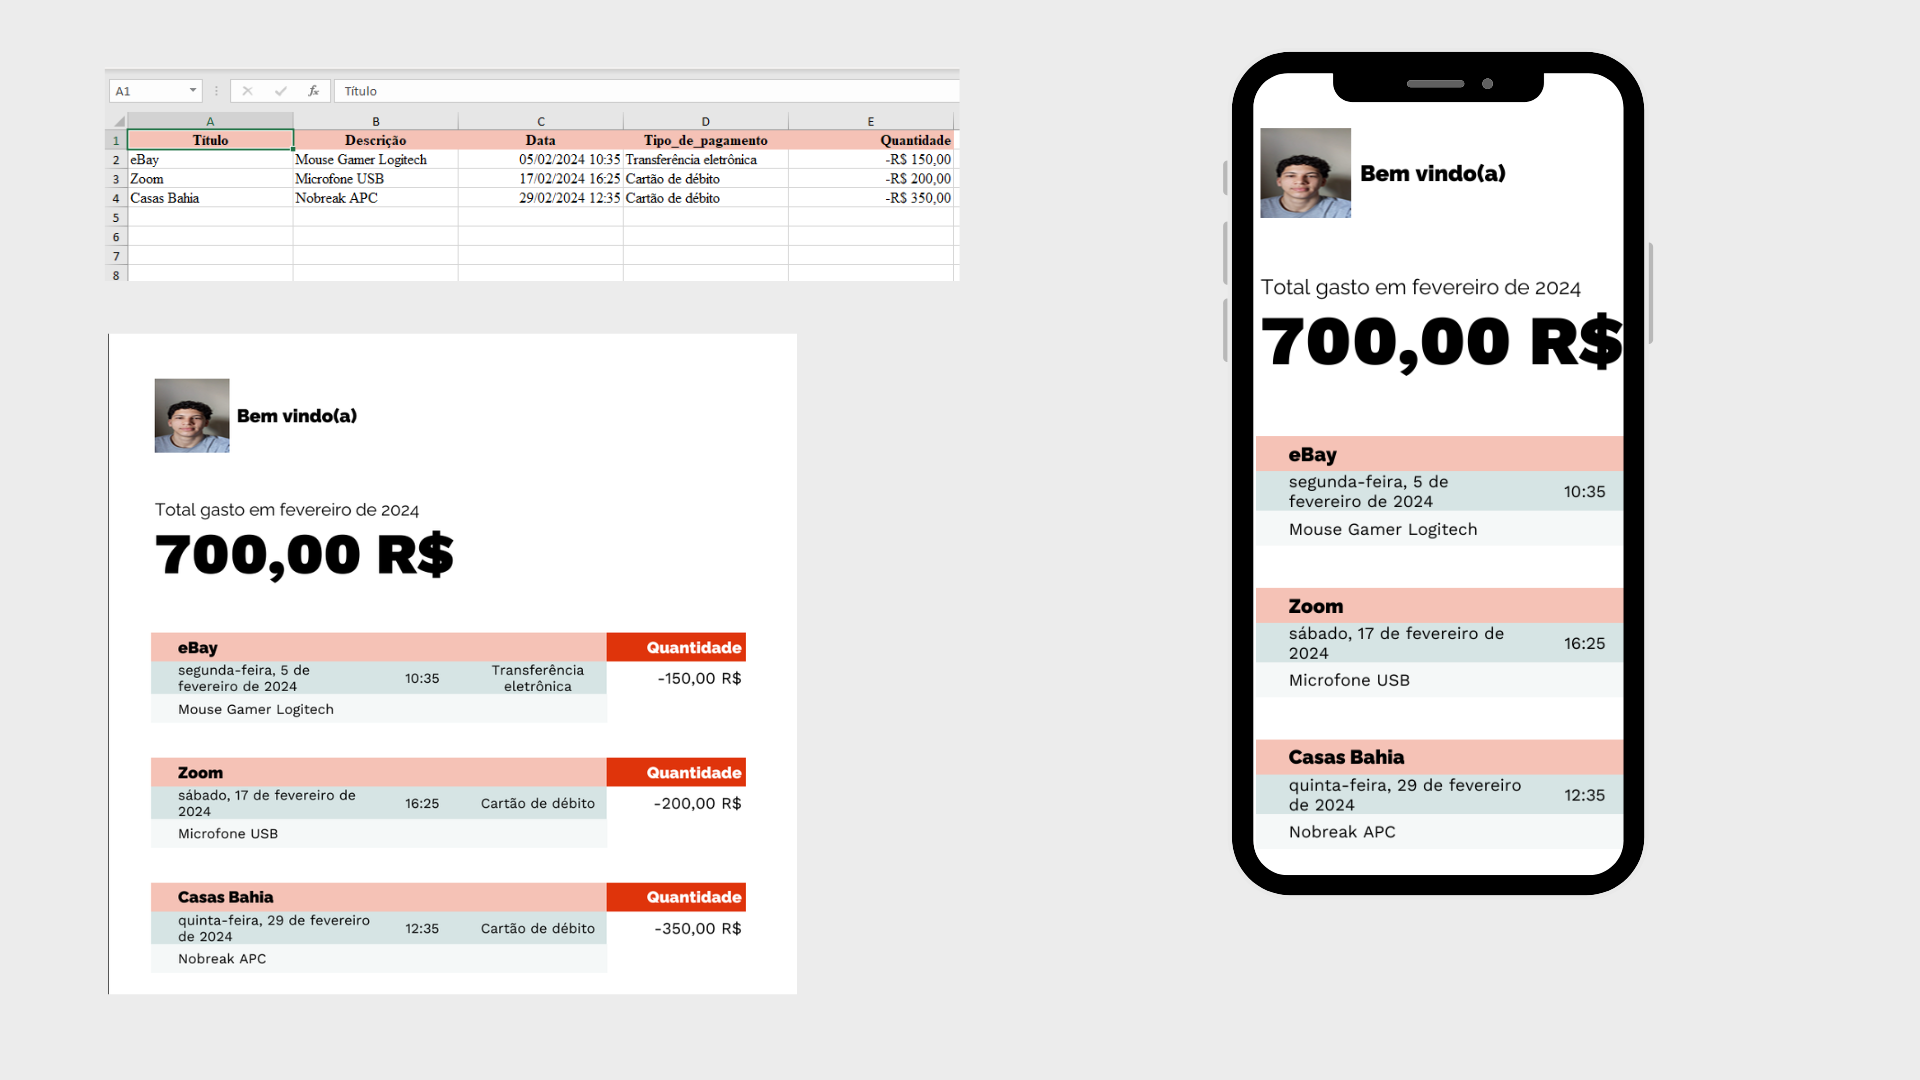 A1
fx
Título
A B C D E
1 Título Descrição Data Tipo_de_pagamento Quantidade
2 eBay Mouse Gamer Logitech 05/02/2024 10:35 Transferência eletrônica -R$ 150,00
3 Zoom Microfone USB 17/02/2024 16:25 Cartão de débito -R$ 200,00
4 Casas Bahia Nobreak APC 29/02/2024 12:35 Cartão de débito -R$ 350,00
5
6
7
8
Bem vindo(a)
Total gasto em fevereiro de 2024
700,00 R$
eBay Quantidade
segunda-feira, 5 de
fevereiro de 2024
10:35
Transferência
eletrônica
-150,00 R$
Mouse Gamer Logitech
Zoom Quantidade
sábado, 17 de fevereiro de
2024
16:25
Cartão de débito
-200,00 R$
Microfone USB
Casas Bahia Quantidade
quinta-feira, 29 de fevereiro
de 2024
12:35
Cartão de débito
-350,00 R$
Nobreak APC
Bem vindo(a)
Total gasto em fevereiro de 2024
700,00 R$
eBay
segunda-feira, 5 de
fevereiro de 2024
10:35
Mouse Gamer Logitech
Zoom
sábado, 17 de fevereiro de
2024
16:25
Microfone USB
Casas Bahia
quinta-feira, 29 de fevereiro
de 2024
12:35
Nobreak APC